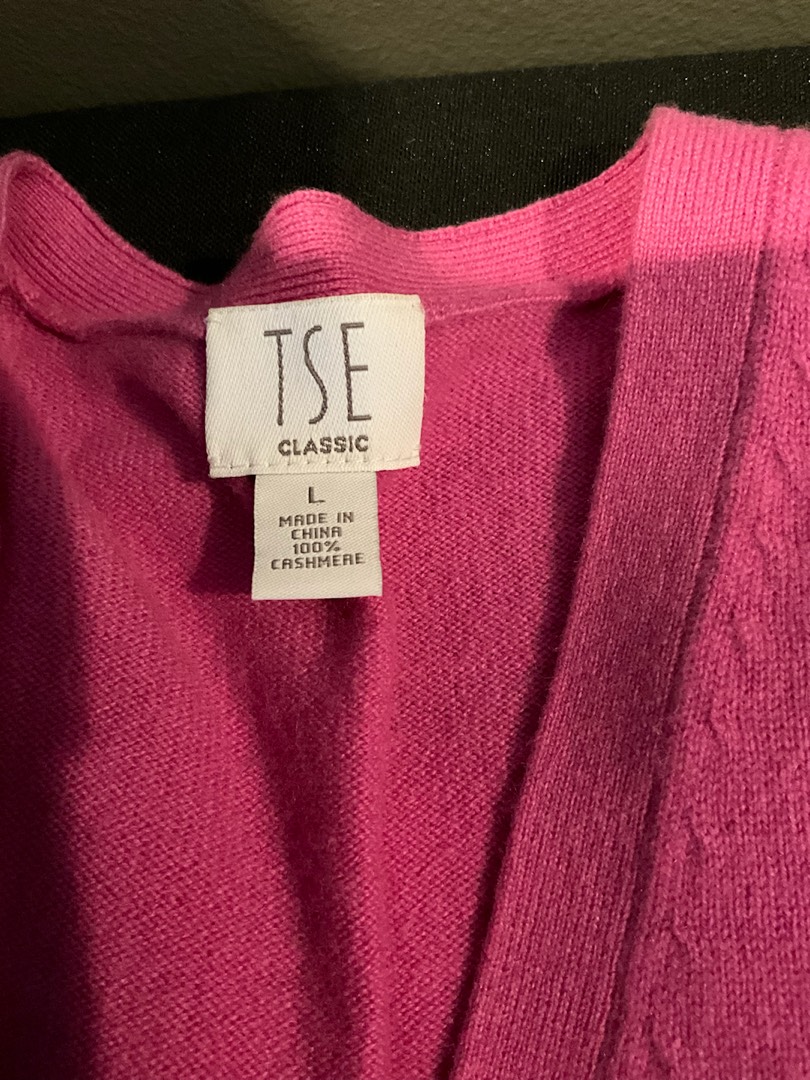 TSE
CLASSIC
L
MADE IN
CHINA
100%
CASHMERE